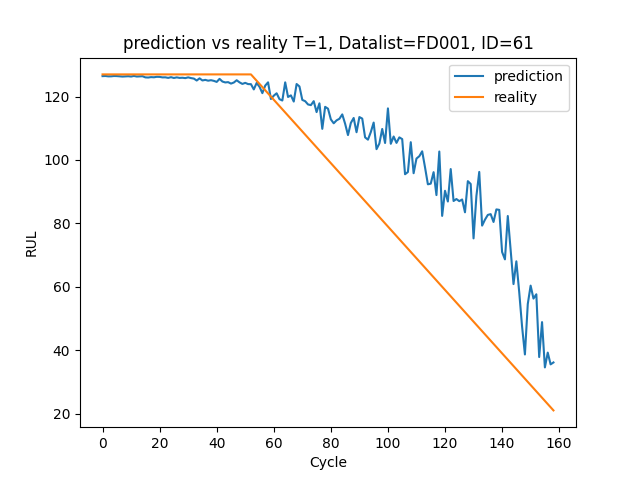 prediction vs reality T=1, Datalist=FD001, ID=61
prediction
reality
120
100
80
60
40
20
RUL
0 20 40 60 80 100 120 140 160
Cycle